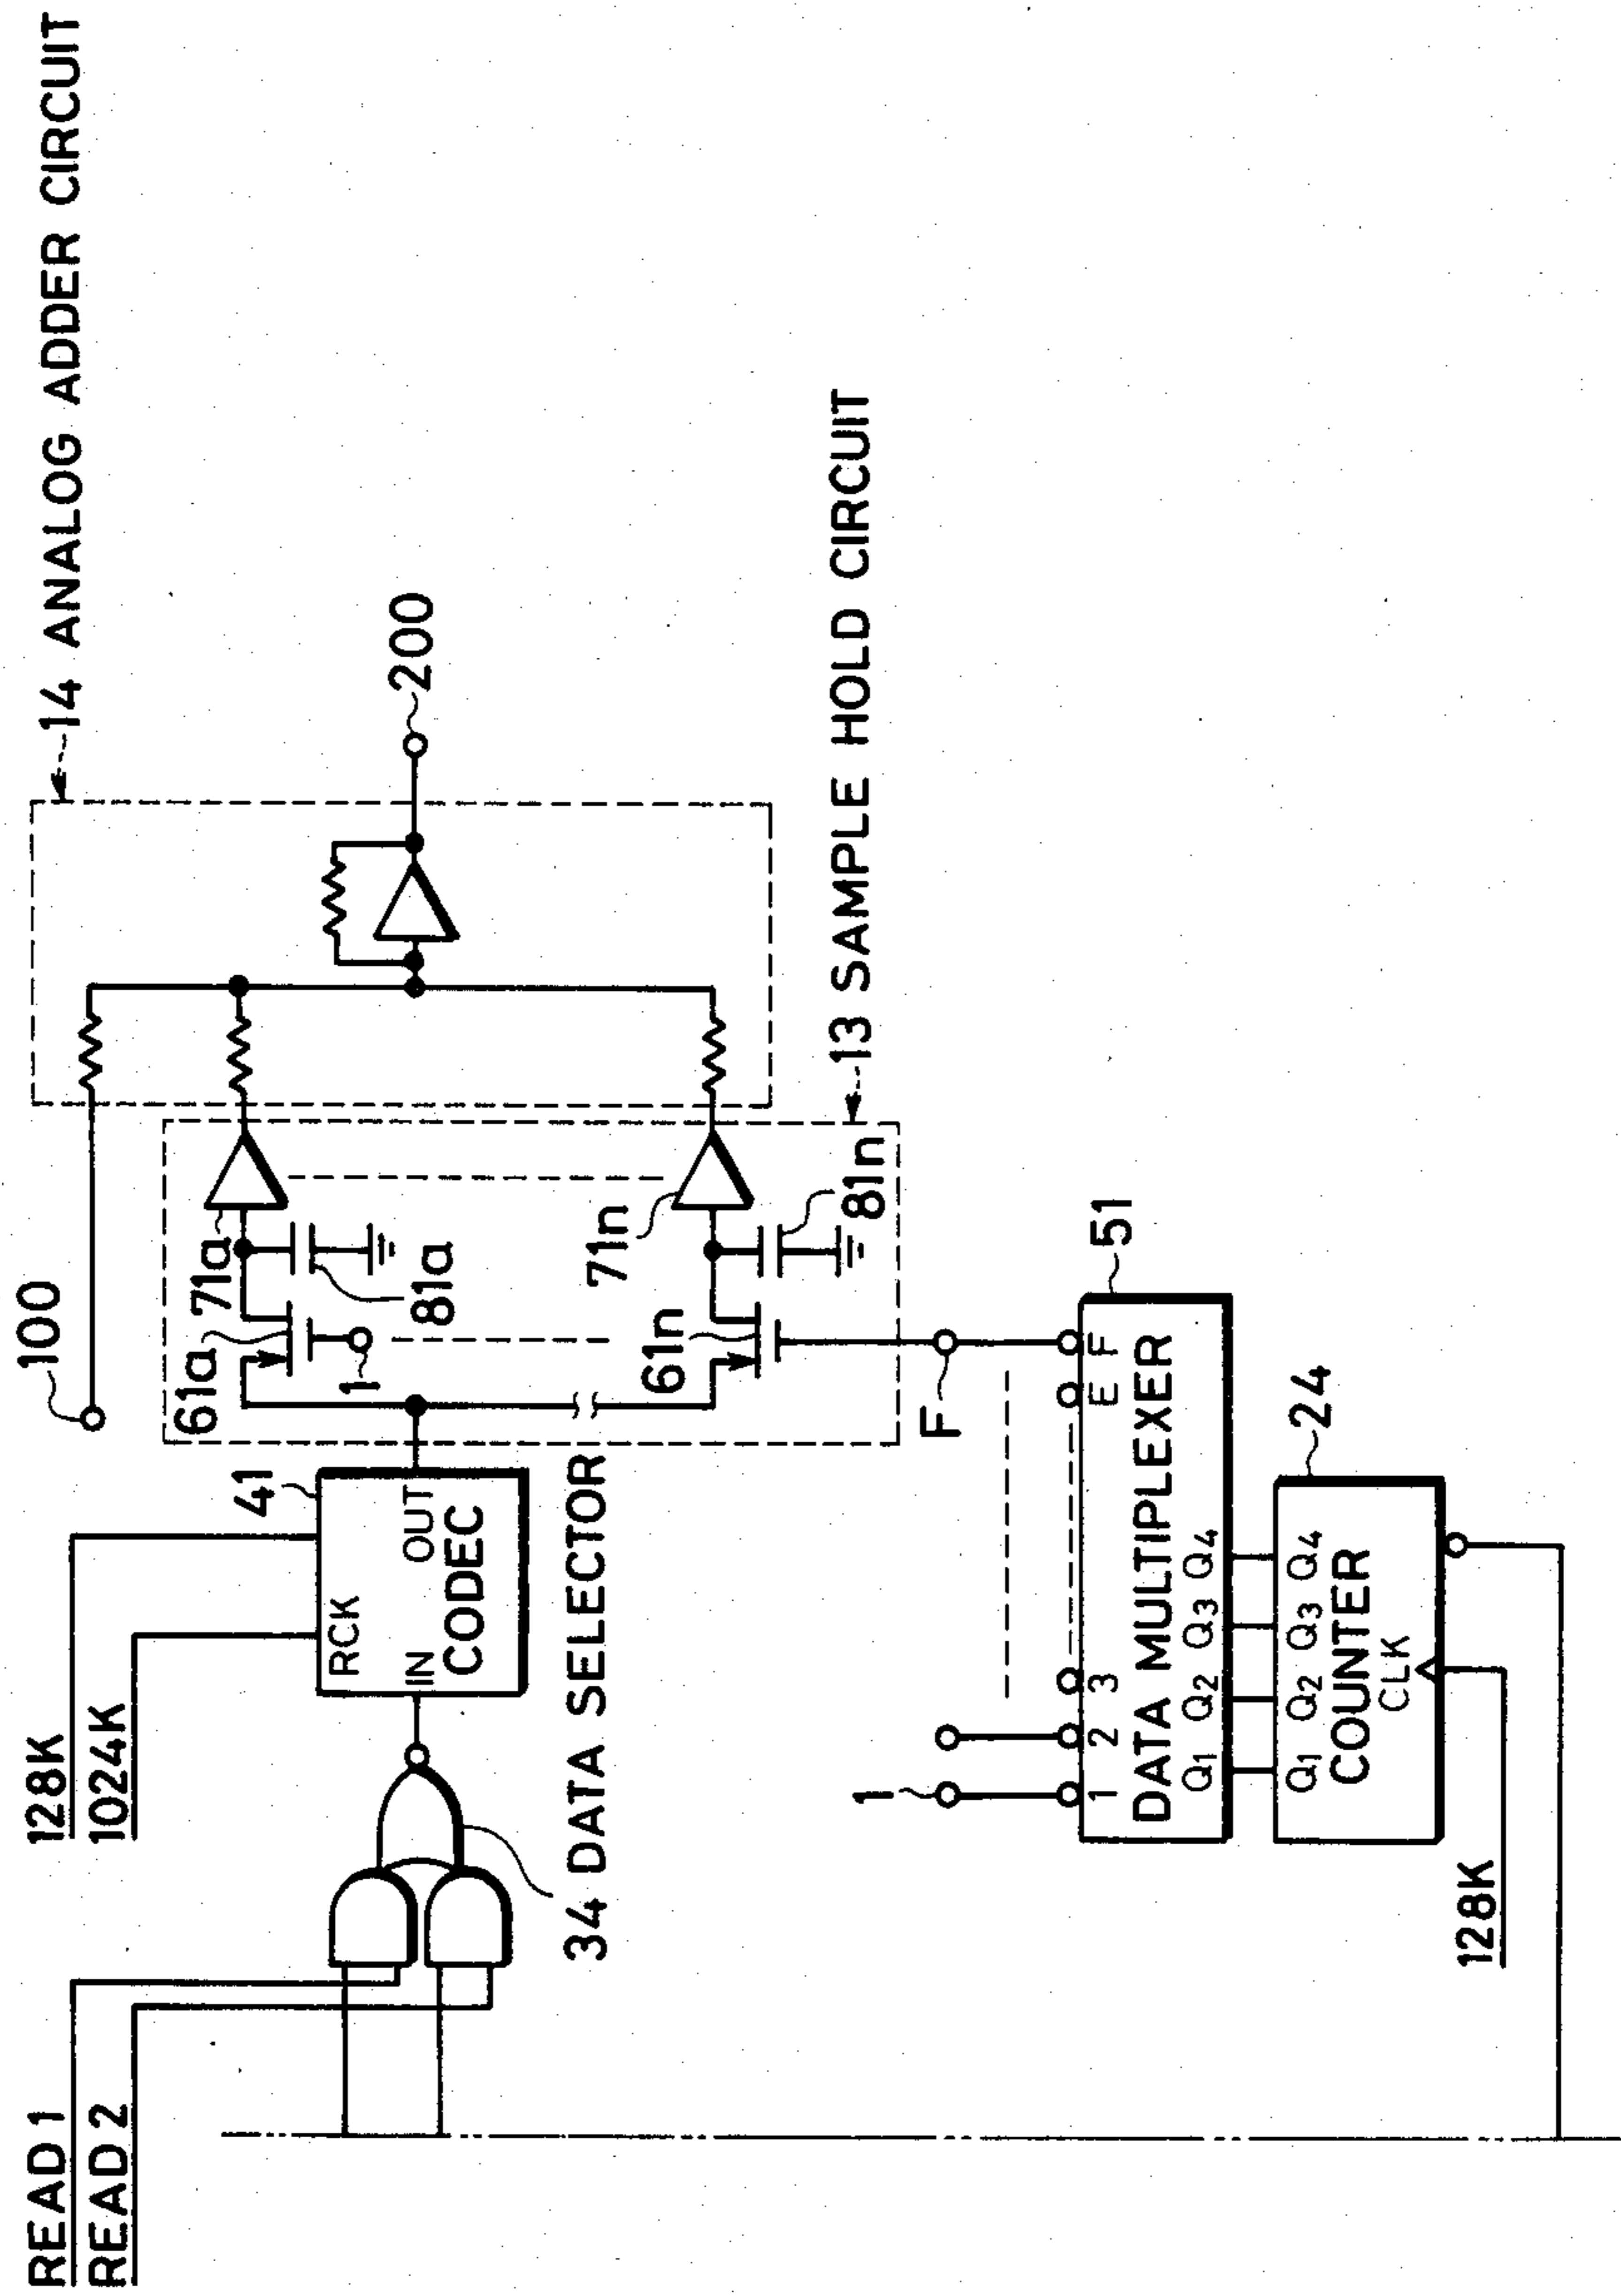 READ 1
READ 2
128K
1024K
41
RCK
IN
OUT
CODEC
34 DATA SELECTOR
100
61a
71a
81a
1
61n
71n
81n
F
14 ANALOG ADDER CIRCUIT
200
13 SAMPLE HOLD CIRCUIT
1
51
1 2 3 E F
DATA MULTIPLEXER
Q1 Q2 Q3 Q4
24
Q1 Q2 Q3 Q4
COUNTER
CLK
128K